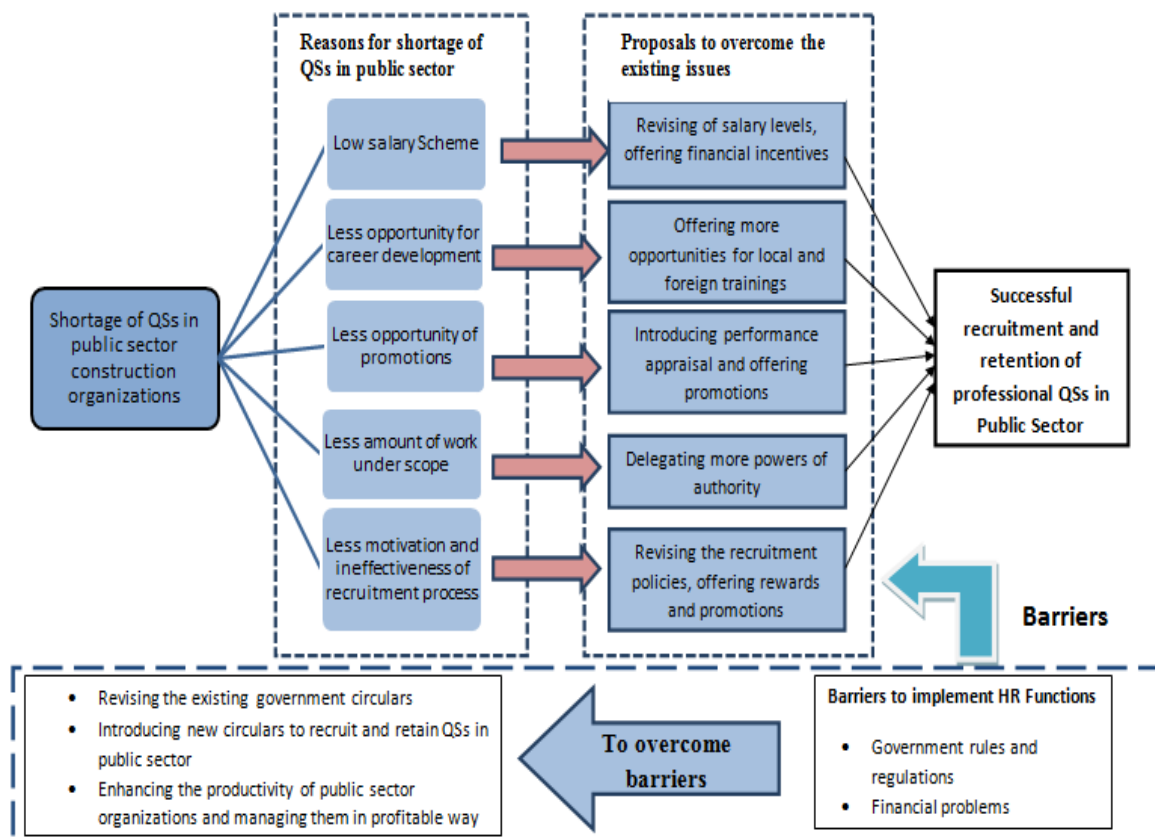 Reasons for shortage of
QSs in public sector
Proposals to overcome the
existing issues
Low salary Scheme
Revising of salary levels,
offering financial incentives
Less opportunity for
career development
Offering more
opportunities for local and
foreign trainings
Shortage of QSs in
public sector
construction
organizations
Less opportunity of
promotions
Introducing performance
appraisal and offering
promotions
Successful
recruitment and
retention of
professional QSs in
Public Sector
Less amount of work
under scope
Delegating more powers of
authority
Less motivation and
ineffectiveness of
recruitment process
Revising the recruitment
policies, offering rewards
and promotions
Barriers
• Revising the existing government circulars
• Introducing new circulars to recruit and retain QSs in
public sector
• Enhancing the productivity of public sector
organizations and managing them in profitable way
To overcome
barriers
Barriers to implement HR Functions
• Government rules and
regulations
• Financial problems